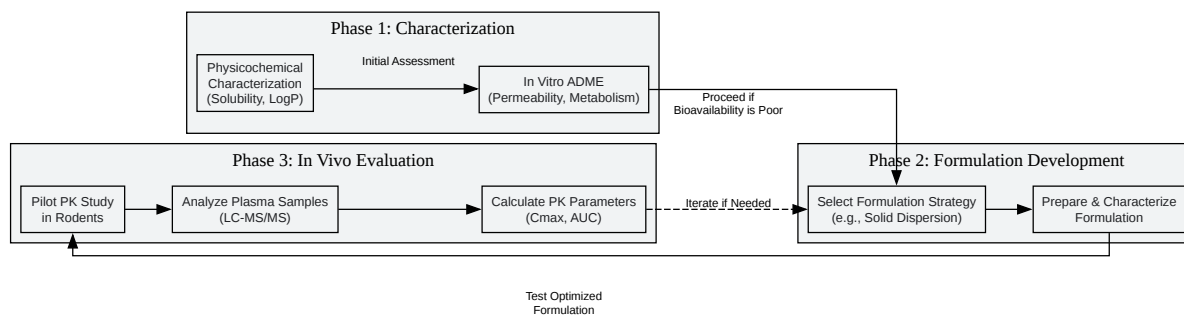 Phase 1: Characterization
Physicochemical
Characterization
(Solubility, LogP)
Initial Assessment
In Vitro ADME
(Permeability, Metabolism)
Proceed if
Bioavailability is Poor
Phase 3: In Vivo Evaluation
Pilot PK Study
in Rodents
Analyze Plasma Samples
(LC-MS/MS)
Calculate PK Parameters
(Cmax, AUC)
Iterate if Needed
Phase 2: Formulation Development
Select Formulation Strategy
(e.g., Solid Dispersion)
Prepare & Characterize
Formulation
Test Optimized
Formulation